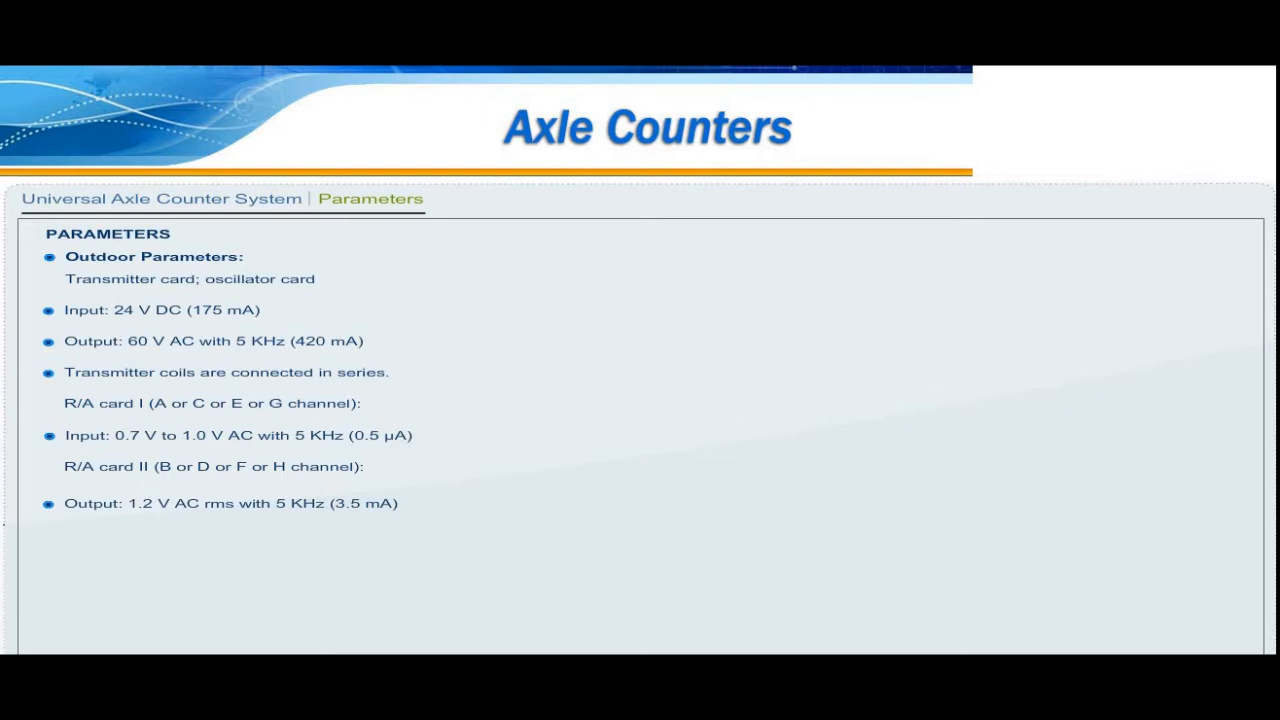 Axle Counters
Universal Axle Counter System | Parameters
PARAMETERS
Outdoor Parameters:
Transmitter card; oscillator card
Input: 24 V DC (175 mA)
Output: 60 V AC with 5 KHz (420 mA)
Transmitter coils are connected in series.
R/A card I (A or C or E or G channel):
Input: 0.7 V to 1.0 V AC with 5 KHz (0.5 µA)
R/A card II (B or D or F or H channel):
Output: 1.2 V AC rms with 5 KHz (3.5 mA)